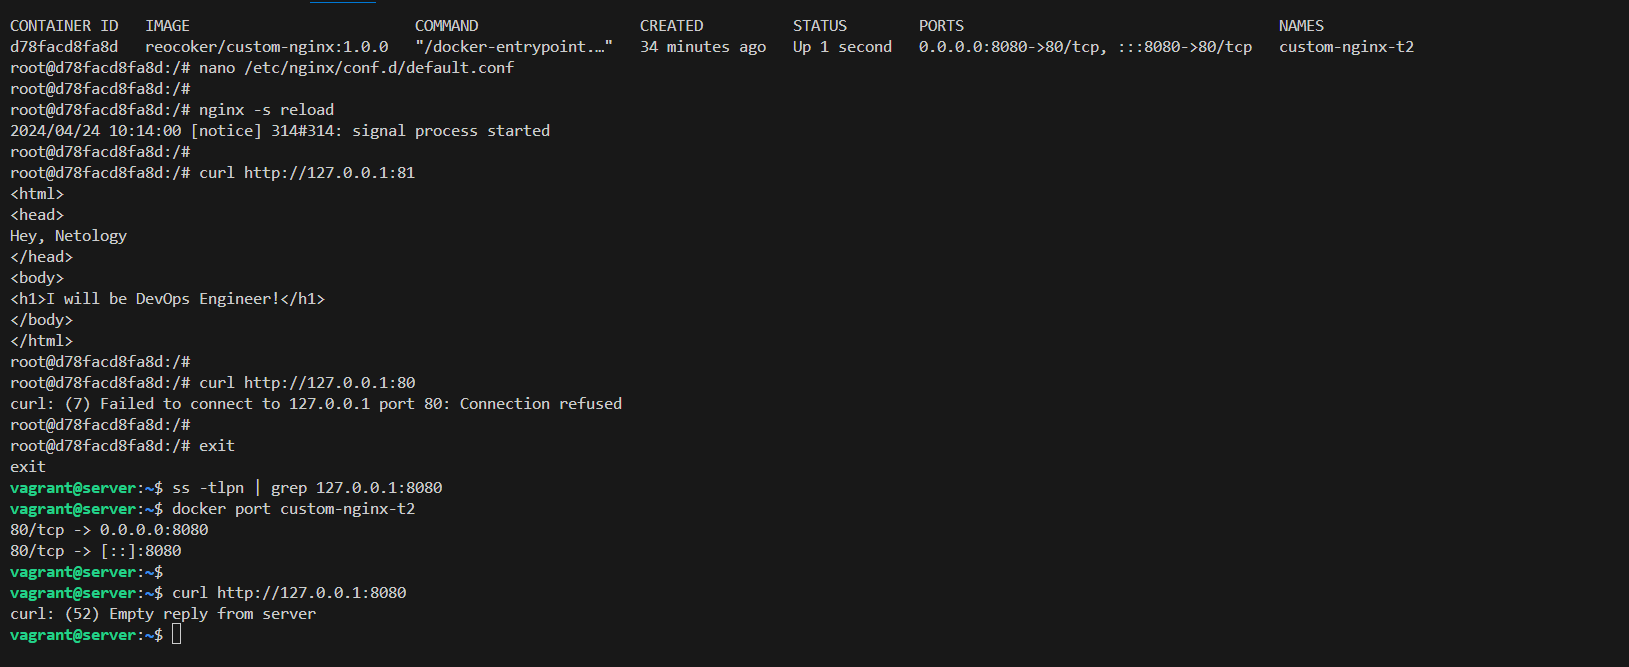 CONTAINER ID   IMAGE                         COMMAND                  CREATED          STATUS        PORTS                                   NAMES
d78facd8fa8d   reocoker/custom-nginx:1.0.0   "/docker-entrypoint.…"   34 minutes ago   Up 1 second   0.0.0.0:8080->80/tcp, :::8080->80/tcp   custom-nginx-t2
root@d78facd8fa8d:/# nano /etc/nginx/conf.d/default.conf
root@d78facd8fa8d:/#
root@d78facd8fa8d:/# nginx -s reload
2024/04/24 10:14:00 [notice] 314#314: signal process started
root@d78facd8fa8d:/#
root@d78facd8fa8d:/# curl http://127.0.0.1:81
<html>
<head>
Hey, Netology
</head>
<body>
<h1>I will be DevOps Engineer!</h1>
</body>
</html>
root@d78facd8fa8d:/#
root@d78facd8fa8d:/# curl http://127.0.0.1:80
curl: (7) Failed to connect to 127.0.0.1 port 80: Connection refused
root@d78facd8fa8d:/#
root@d78facd8fa8d:/# exit
exit
vagrant@server:~$ ss -tlpn | grep 127.0.0.1:8080
vagrant@server:~$ docker port custom-nginx-t2
80/tcp -> 0.0.0.0:8080
80/tcp -> [::]:8080
vagrant@server:~$
vagrant@server:~$ curl http://127.0.0.1:8080
curl: (52) Empty reply from server
vagrant@server:~$